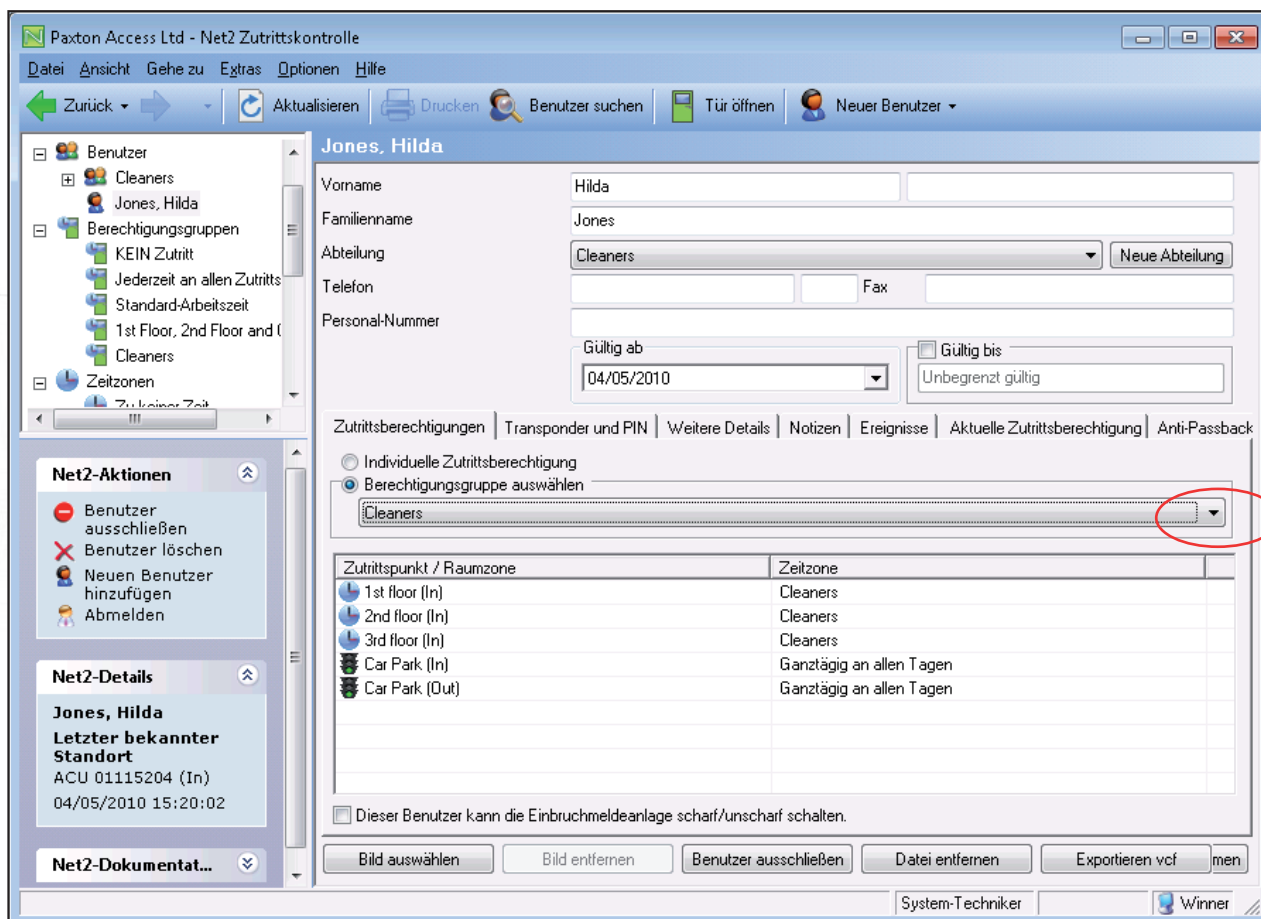 Paxton Access Ltd - Net2 Zutrittskontrolle
Datei Ansicht Gehe zu Extras Optionen Hilfe
Zurück Aktualisieren Drucken Benutzer suchen Tür öffnen Neuer Benutzer
Benutzer
Cleaners
Jones, Hilda
Berechtigungsgruppen
KEIN Zutritt
Jederzeit an allen Zutritts
Standard-Arbeitszeit
1st Floor, 2nd Floor and
Cleaners
Zeitzonen
Zu keiner Zeit
Net2-Aktionen
Benutzer
ausschließen
Benutzer löschen
Neuen Benutzer
hinzufügen
Abmelden
Net2-Details
Jones, Hilda
Letzter bekannter
Standort
ACU 01115204 (In)
04/05/2010 15:20:02
Net2-Dokumentat...
Jones, Hilda
Vorname Hilda
Familienname Jones
Abteilung Cleaners Neue Abteilung
Telefon Fax
Personal-Nummer
Gültig ab Gültig bis
04/05/2010 Unbegrenzt gültig
Zutrittsberechtigungen Transponder und PIN Weitere Details Notizen Ereignisse Aktuelle Zutrittsberechtigung Anti-Passback
Individuelle Zutrittsberechtigung
Berechtigungsgruppe auswählen
Cleaners
Zutrittspunkt / Raumzone Zeitzone
1st floor (In) Cleaners
2nd floor (In) Cleaners
3rd floor (In) Cleaners
Car Park (In) Ganztägig an allen Tagen
Car Park (Out) Ganztägig an allen Tagen
Dieser Benutzer kann die Einbruchmeldeanlage scharf/unscharf schalten.
Bild auswählen Bild entfernen Benutzer ausschließen Datei entfernen Exportieren vcf men
System-Techniker Winner